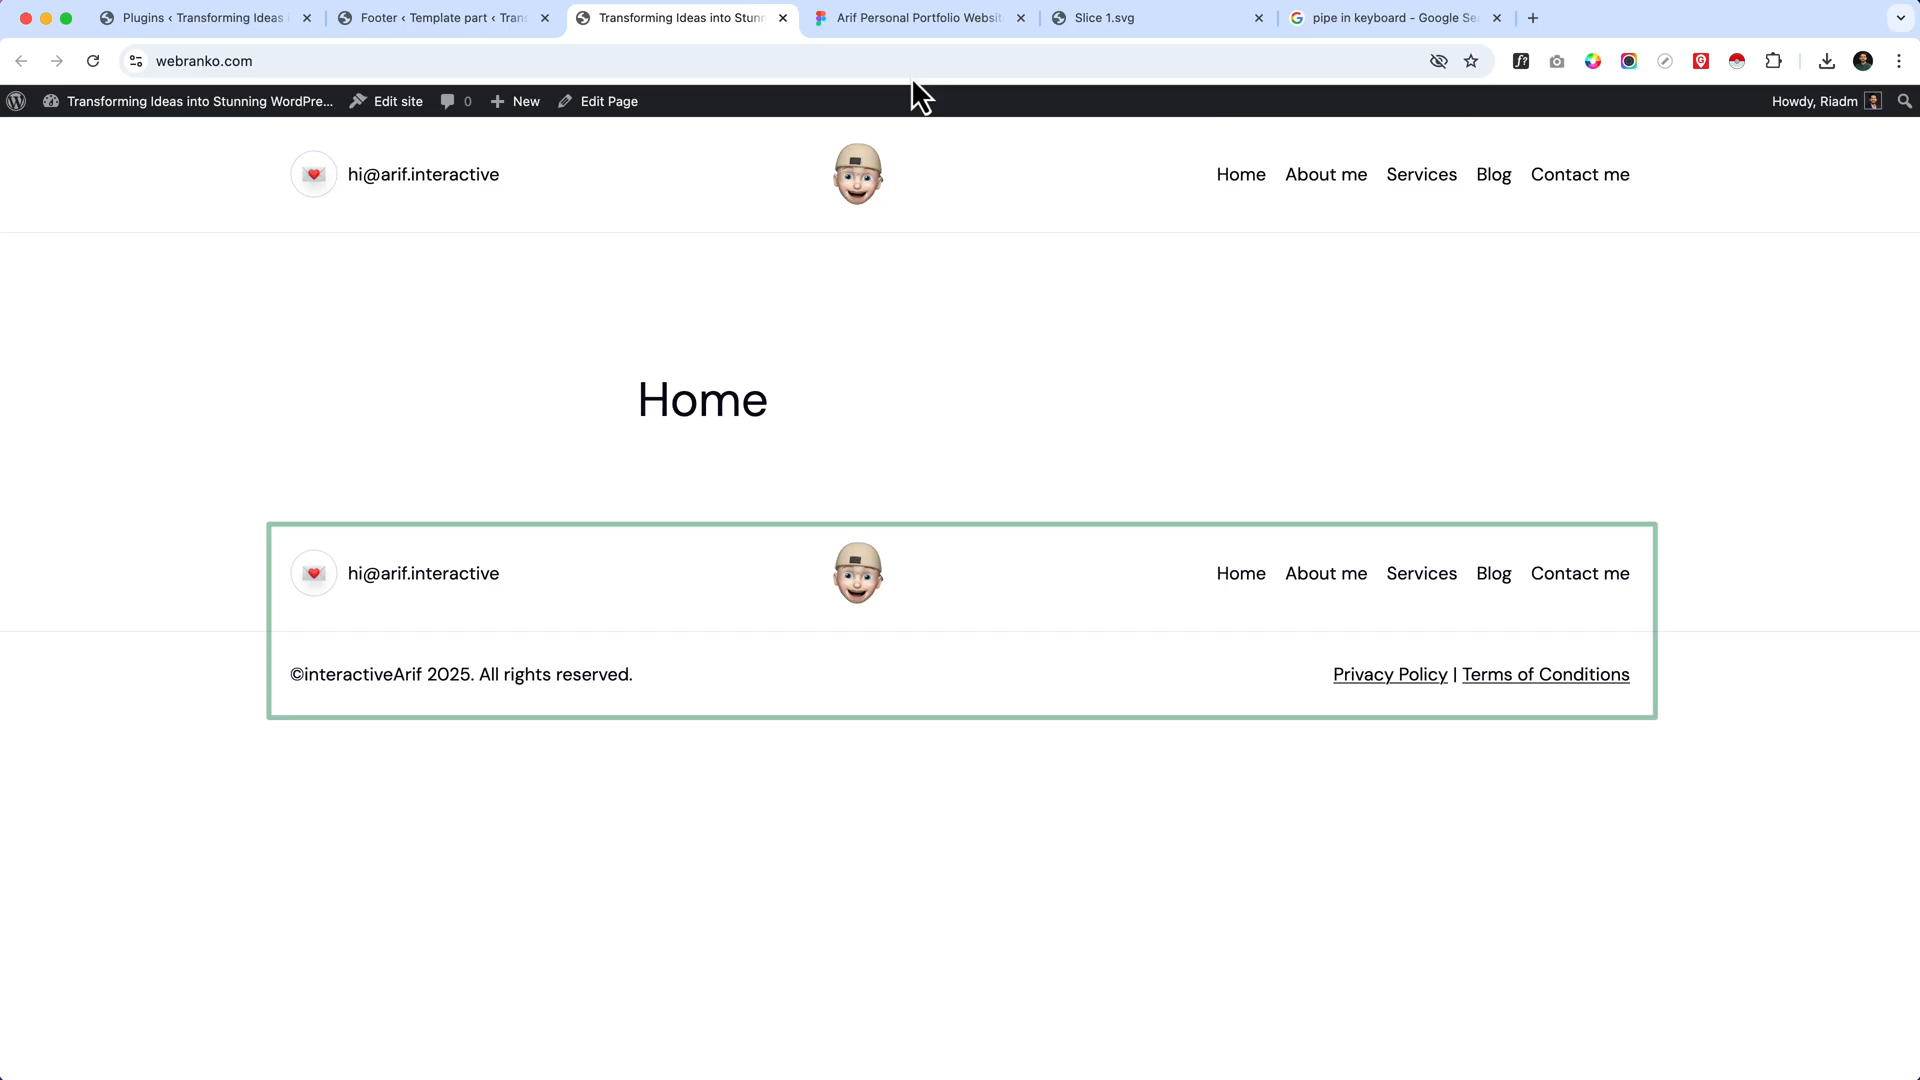 Plugins ‹ Transforming Ideas
Footer ‹ Template part ‹ Tran
Transforming Ideas into Stunn
Arif Personal Portfolio Websit
Slice 1.svg
pipe in keyboard - Google Se
webranko.com
Transforming Ideas into Stunning WordPre...
Edit site
0
New
Edit Page
Howdy, Riadm
hi@arif.interactive
Home
About me
Services
Blog
Contact me
Home
hi@arif.interactive
Home
About me
Services
Blog
Contact me
©interactiveArif 2025. All rights reserved.
Privacy Policy | Terms of Conditions